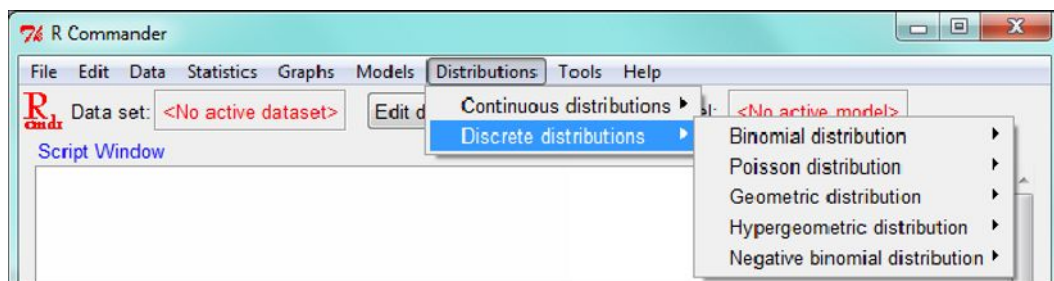 R Commander
File Edit Data Statistics Graphs Models Distributions Tools Help
R cmdr Data set: <No active dataset> Edit d
Continuous distributions
<No active model>
Discrete distributions
Script Window
Binomial distribution
Poisson distribution
Geometric distribution
Hypergeometric distribution
Negative binomial distribution